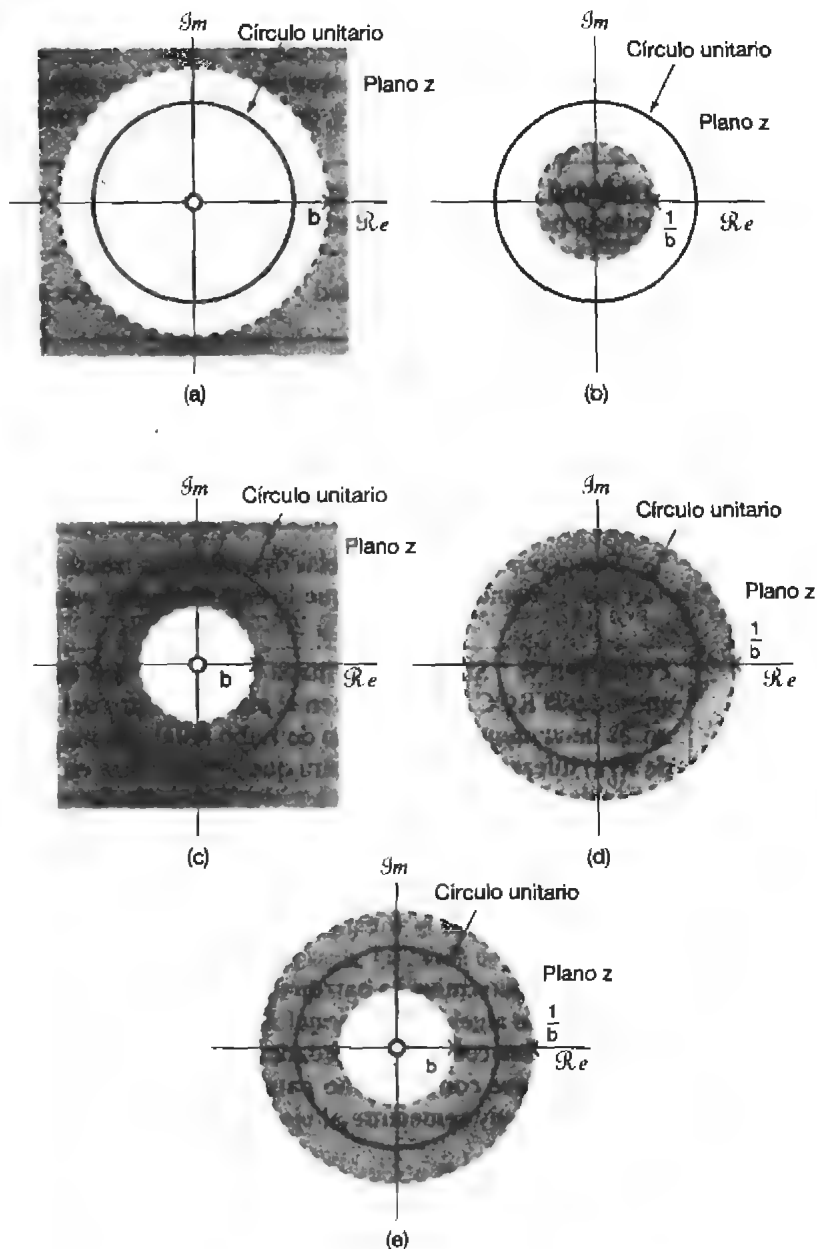 ℐm
Círculo unitario
Plano z
b
ℛe
(a)
ℐm
Círculo unitario
Plano z
1/b
ℛe
(b)
ℐm
Círculo unitario
Plano z
b
ℛe
(c)
ℐm
Círculo unitario
Plano z
1/b
ℛe
(d)
ℐm
Círculo unitario
Plano z
1/b
b
ℛe
(e)